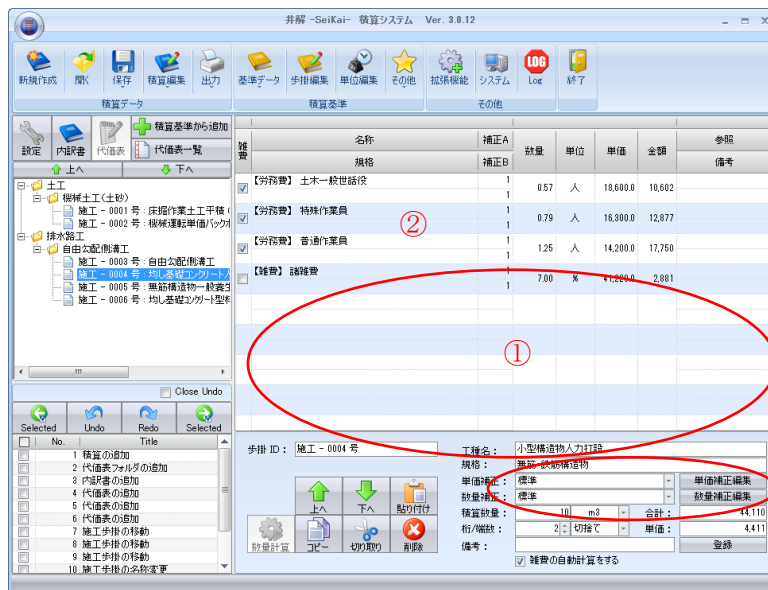 井解 -SeiKai- 積算システム Ver. 3.0.12
新規作成 開く 保存 積算編集 出力 基準データ 歩掛編集 単位編集 その他 拡張機能 システム LOG Log 終了
積算データ 積算基準 その他
設定 内訳書 代価表 積算基準から追加
代価表一覧
上へ 下へ
土工
機械土工(土砂)
施工 - 0001 号 : 床掘作業土工平積
施工 - 0002 号 : 機械運転単価バックホ
排水路工
自由勾配側溝工
施工 - 0003 号 : 自由勾配側溝工
施工 - 0004 号 : 均し基礎コンクリート人
施工 - 0005 号 : 無筋構造物一般養生
施工 - 0006 号 : 均し基礎コンクリート型枠
雑費 名称 補正A 数量 単位 単価 金額 参照
規格 補正B 備考
【労務費】 土木一般世話役 1
1 0.57 人 18,600.0 10,602
【労務費】 特殊作業員 1
1 0.79 人 16,300.0 12,877
【労務費】 普通作業員 1
1 1.25 人 14,200.0 17,750
【雑費】 諸雑費 1
1 7.00 % 41,220.0 2,881
②
①
Close Undo
Selected Undo Redo Selected
No. Title
1 積算の追加
2 代価表フォルダの追加
3 内訳書の追加
4 代価表の追加
5 代価表の追加
6 代価表の追加
7 施工歩掛の移動
8 施工歩掛の移動
9 施工歩掛の移動
10 施工歩掛の名称変更
歩掛 ID : 施工 - 0004 号
上へ 下へ 貼り付け
数量計算 コピー 切り取り 削除
工種名 : 小型構造物人力打設
規格 : 無筋・鉄筋構造物
単価補正 : 標準 単価補正編集
数量補正 : 標準 数量補正編集
積算数量 : 10 m3 合計 : 44,110
桁/端数 : 2 切捨て 単価 : 4,411
備考 : 登録
雑費の自動計算をする